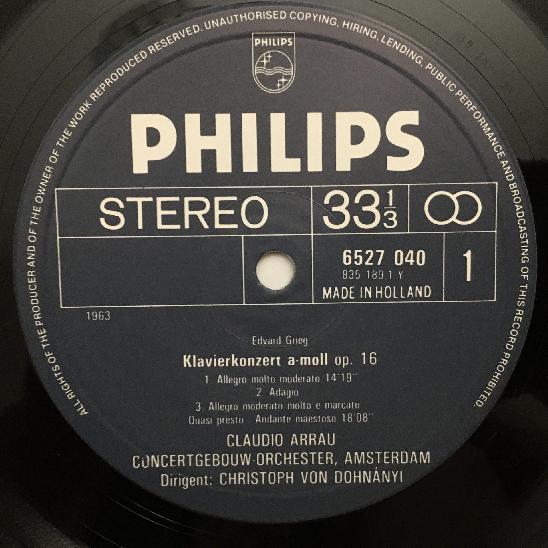 ALL RIGHTS OF THE PRODUCER AND OF THE OWNER OF THE WORK REPRODUCED RESERVED. UNAUTHORISED COPYING, HIRING, LENDING, PUBLIC PERFORMANCE AND BROADCASTING OF THIS RECORD PROHIBITED.
PHILIPS
PHILIPS
STEREO
33 1/3
6527 040
835 189.1 Y
1
MADE IN HOLLAND
1963
Edvard Grieg
Klavierkonzert a-moll op. 16
1. Allegro molto moderato 14'19''
2. Adagio
3. Allegro moderato molto e marcato
Quasi presto Andante maestoso 18'08''
CLAUDIO ARRAU
CONCERTGEBOUW-ORCHESTER, AMSTERDAM
Dirigent: CHRISTOPH VON DOHNÁNYI